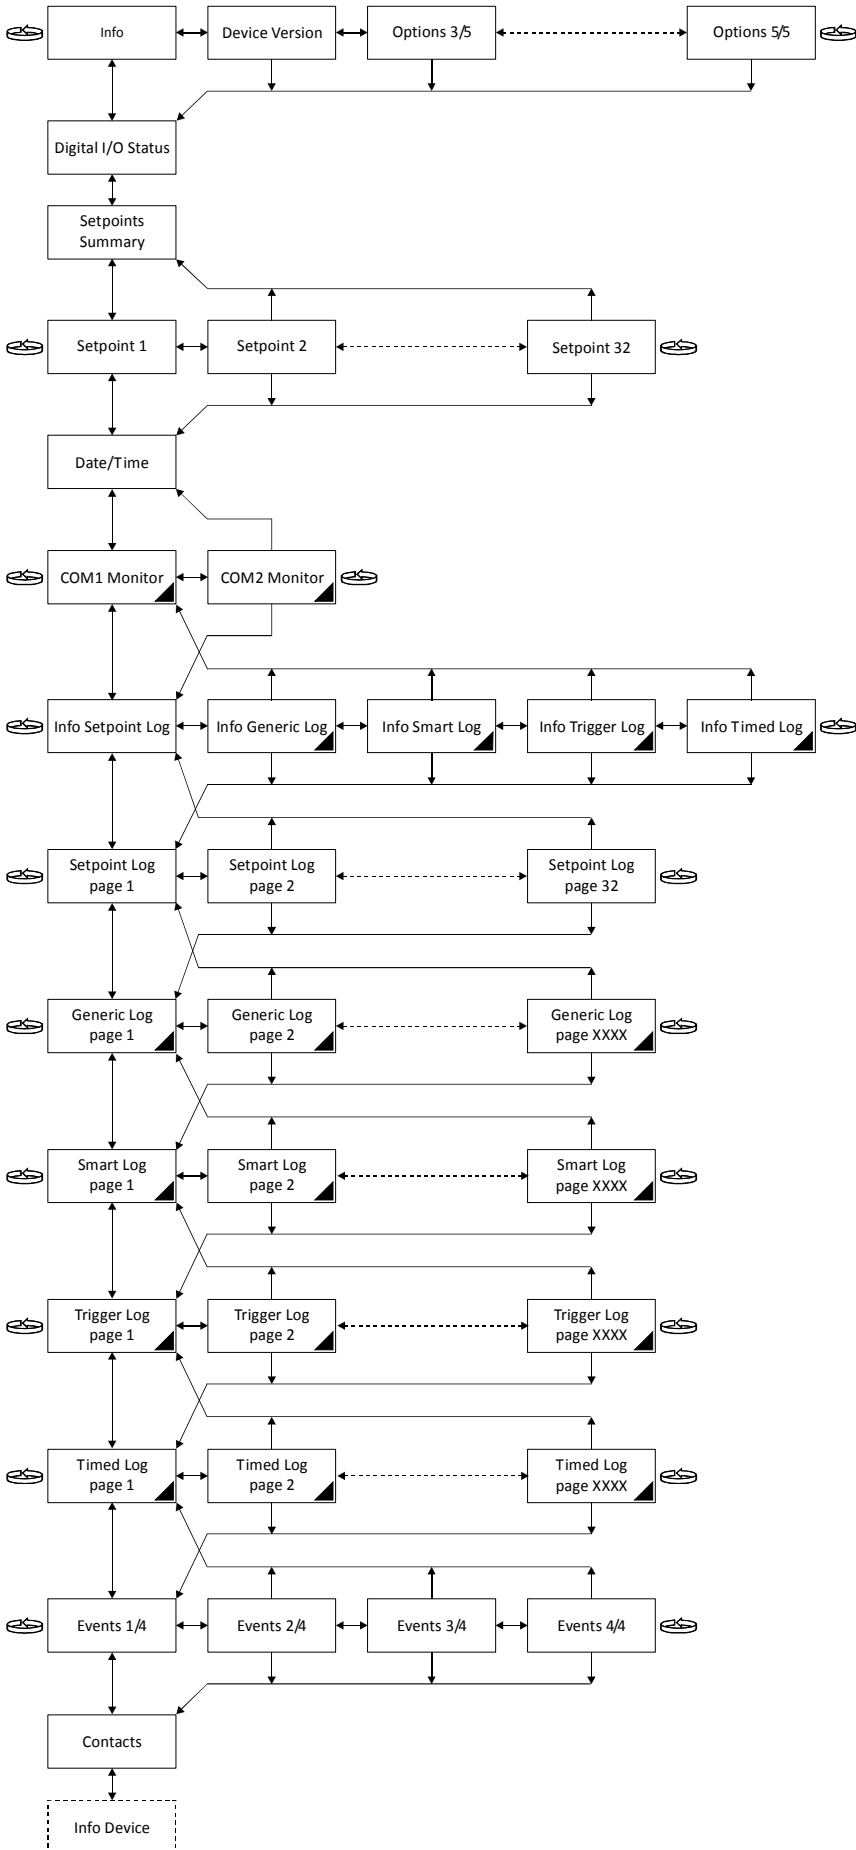 Info
Device Version
Options 3/5
Options 5/5
Digital I/O Status
Setpoints
Summary
Setpoint 1
Setpoint 2
Setpoint 32
Date/Time
COM1 Monitor
COM2 Monitor
Info Setpoint Log
Info Generic Log
Info Smart Log
Info Trigger Log
Info Timed Log
Setpoint Log
page 1
Setpoint Log
page 2
Setpoint Log
page 32
Generic Log
page 1
Generic Log
page 2
Generic Log
page XXXX
Smart Log
page 1
Smart Log
page 2
Smart Log
page XXXX
Trigger Log
page 1
Trigger Log
page 2
Trigger Log
page XXXX
Timed Log
page 1
Timed Log
page 2
Timed Log
page XXXX
Events 1/4
Events 2/4
Events 3/4
Events 4/4
Contacts
Info Device